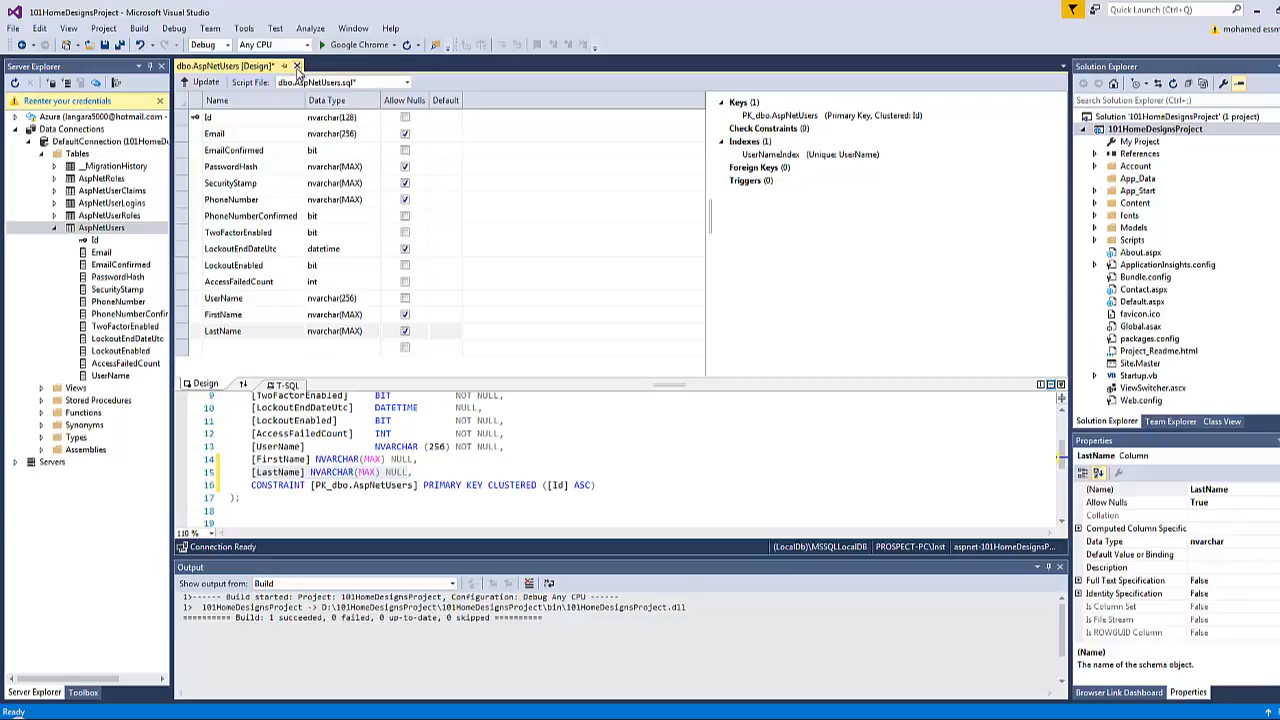 101HomeDesignsProject - Microsoft Visual Studio
Quick Launch (Ctrl+Q)
File Edit View Project Build Debug Team Tools Test Analyze Window Help
mohamed essm
Debug Any CPU Google Chrome
Server Explorer
Reenter your credentials
Azure (langara5000@hotmail.com -
Data Connections
DefaultConnection (101HomeDu
Tables
__MigrationHistory
AspNetRoles
AspNetUserClaims
AspNetUserLogins
AspNetUserRoles
AspNetUsers
Id
Email
EmailConfirmed
PasswordHash
SecurityStamp
PhoneNumber
PhoneNumberConfir
TwoFactorEnabled
LockoutEndDateUtc
LockoutEnabled
AccessFailedCount
UserName
Views
Stored Procedures
Functions
Synonyms
Types
Assemblies
Servers
Server Explorer Toolbox
dbo.AspNetUsers [Design]*
Update Script File: dbo.AspNetUsers.sql*
Name Data Type Allow Nulls Default
Id nvarchar(128)
Email nvarchar(256)
EmailConfirmed bit
PasswordHash nvarchar(MAX)
SecurityStamp nvarchar(MAX)
PhoneNumber nvarchar(MAX)
PhoneNumberConfirmed bit
TwoFactorEnabled bit
LockoutEndDateUtc datetime
LockoutEnabled bit
AccessFailedCount int
UserName nvarchar(256)
FirstName nvarchar(MAX)
LastName nvarchar(MAX)
Keys (1)
PK_dbo.AspNetUsers (Primary Key, Clustered: Id)
Check Constraints (0)
Indexes (1)
UserNameIndex (Unique: UserName)
Foreign Keys (0)
Triggers (0)
Design T-SQL
9 [TwoFactorEnabled] BIT NOT NULL,
10 [LockoutEndDateUtc] DATETIME NULL,
11 [LockoutEnabled] BIT NOT NULL,
12 [AccessFailedCount] INT NOT NULL,
13 [UserName] NVARCHAR (256) NOT NULL,
14 [FirstName] NVARCHAR(MAX) NULL,
15 [LastName] NVARCHAR(MAX) NULL,
16 CONSTRAINT [PK_dbo.AspNetUsers] PRIMARY KEY CLUSTERED ([Id] ASC)
17 );
18
19
110 %
Connection Ready (LocalDb)\MSSQLLocalDB PROSPECT-PC\Inst aspnet-101HomeDesignsP...
Output
Show output from: Build
1>------ Build started: Project: 101HomeDesignsProject, Configuration: Debug Any CPU ------
1> 101HomeDesignsProject -> D:\101HomeDesignsProject\101HomeDesignsProject\bin\101HomeDesignsProject.dll
========== Build: 1 succeeded, 0 failed, 0 up-to-date, 0 skipped ==========
Solution Explorer
Search Solution Explorer (Ctrl+;)
Solution '101HomeDesignsProject' (1 project)
101HomeDesignsProject
My Project
References
Account
App_Data
App_Start
Content
fonts
Models
Scripts
About.aspx
ApplicationInsights.config
Bundle.config
Contact.aspx
Default.aspx
favicon.ico
Global.asax
packages.config
Project_Readme.html
Site.Master
Startup.vb
ViewSwitcher.ascx
Web.config
Solution Explorer Team Explorer Class View
Properties
LastName Column
(Name) LastName
Allow Nulls True
Collation
Computed Column Specific
Data Type nvarchar
Default Value or Binding
Description
Full Text Specification False
Identity Specification False
Is Column Set False
Is File Stream False
Is ROWGUID Column False
(Name)
The name of the schema object.
Browser Link Dashboard Properties
Ready